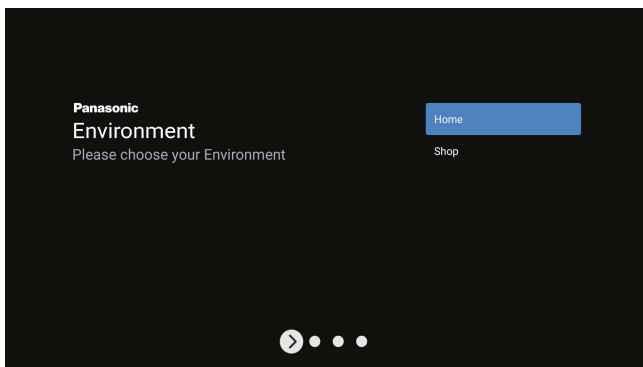 Panasonic
Environment
Please choose your Environment
Home
Shop